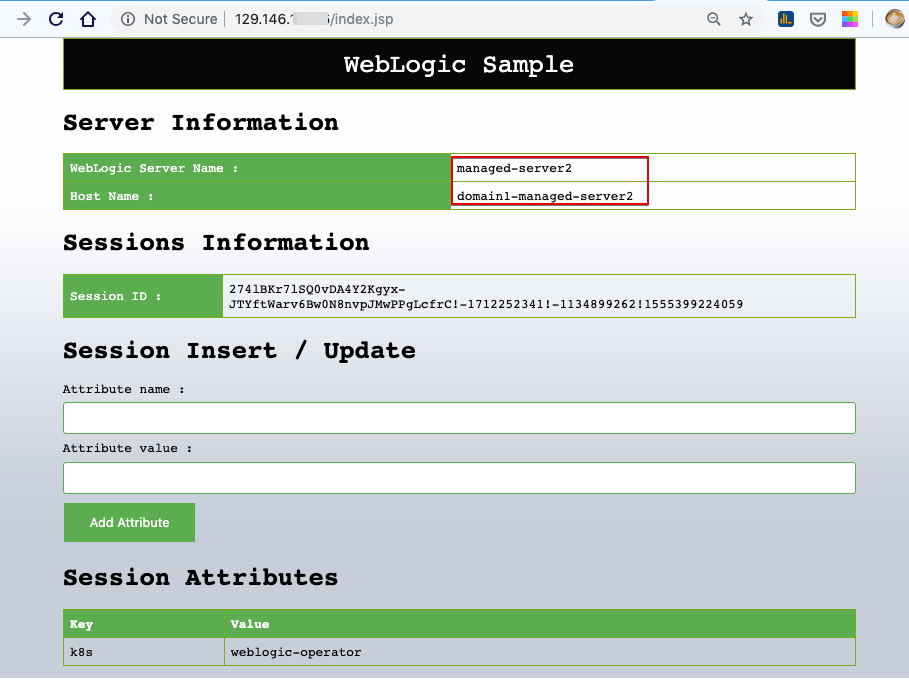 Not Secure 129.146. /index.jsp
WebLogic Sample
Server Information
WebLogic Server Name : managed-server2
Host Name : domain1-managed-server2
Sessions Information
Session ID : 274lBKr7lSQ0vDA4Y2Kgyx-
JTYftWarv6Bw0N8nvpJMwPPgLcfrC!-1712252341!-1134899262!1555399224059
Session Insert / Update
Attribute name :
Attribute value :
Add Attribute
Session Attributes
Key Value
k8s weblogic-operator